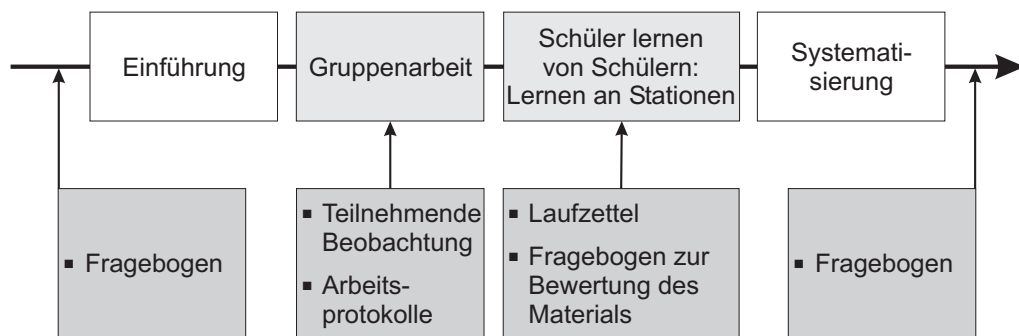 Einführung
Gruppenarbeit
Schüler lernen
von Schülern:
Lernen an Stationen
Systemati-
sierung
▪ Fragebogen
▪ Teilnehmende
Beobachtung
▪ Arbeits-
protokolle
▪ Laufzettel
▪ Fragebogen zur
Bewertung des
Materials
▪ Fragebogen